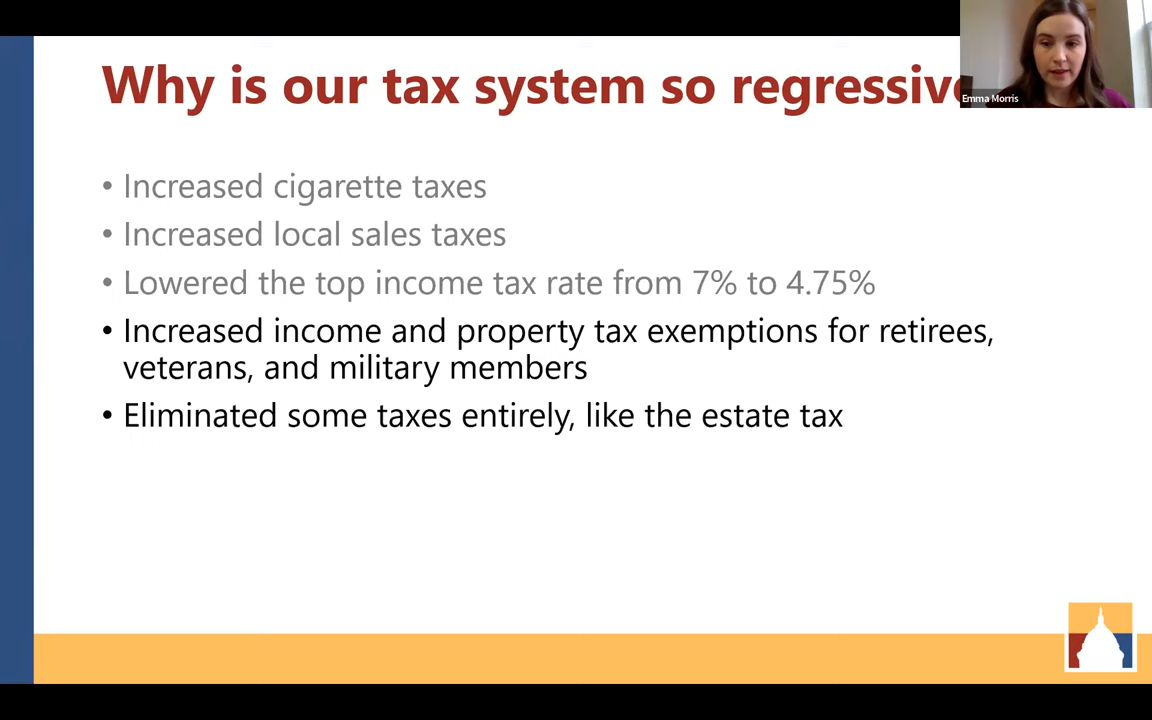 Why is our tax system so regressive
Emma Morris
• Increased cigarette taxes
• Increased local sales taxes
• Lowered the top income tax rate from 7% to 4.75%
• Increased income and property tax exemptions for retirees,
veterans, and military members
• Eliminated some taxes entirely, like the estate tax